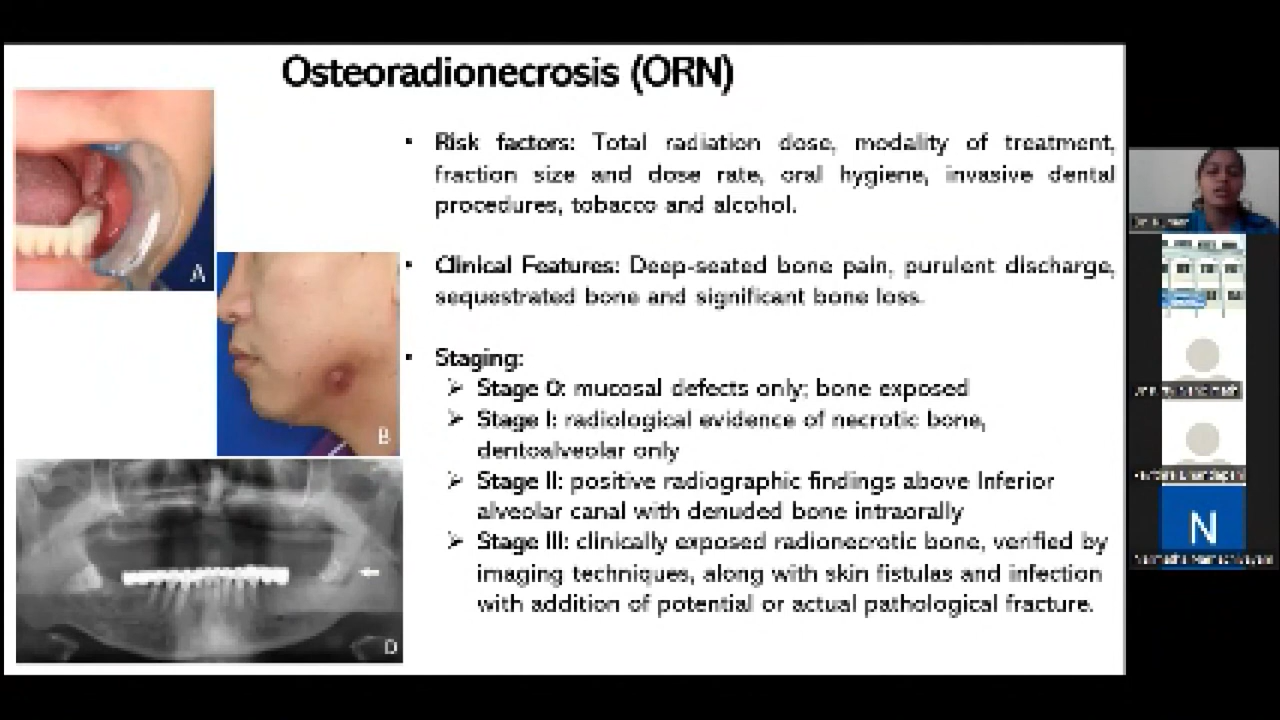 Osteoradionecrosis (ORN)
• Risk factors: Total radiation dose, modality of treatment,
fraction size and dose rate, oral hygiene, invasive dental
procedures, tobacco and alcohol.
• Clinical Features: Deep-seated bone pain, purulent discharge,
sequestrated bone and significant bone loss.
• Staging:
➢ Stage 0: mucosal defects only; bone exposed
➢ Stage I: radiological evidence of necrotic bone,
dentoalveolar only
➢ Stage II: positive radiographic findings above Inferior
alveolar canal with denuded bone intraorally
➢ Stage III: clinically exposed radionecrotic bone, verified by
imaging techniques, along with skin fistulas and infection
with addition of potential or actual pathological fracture.
A
B
D
N